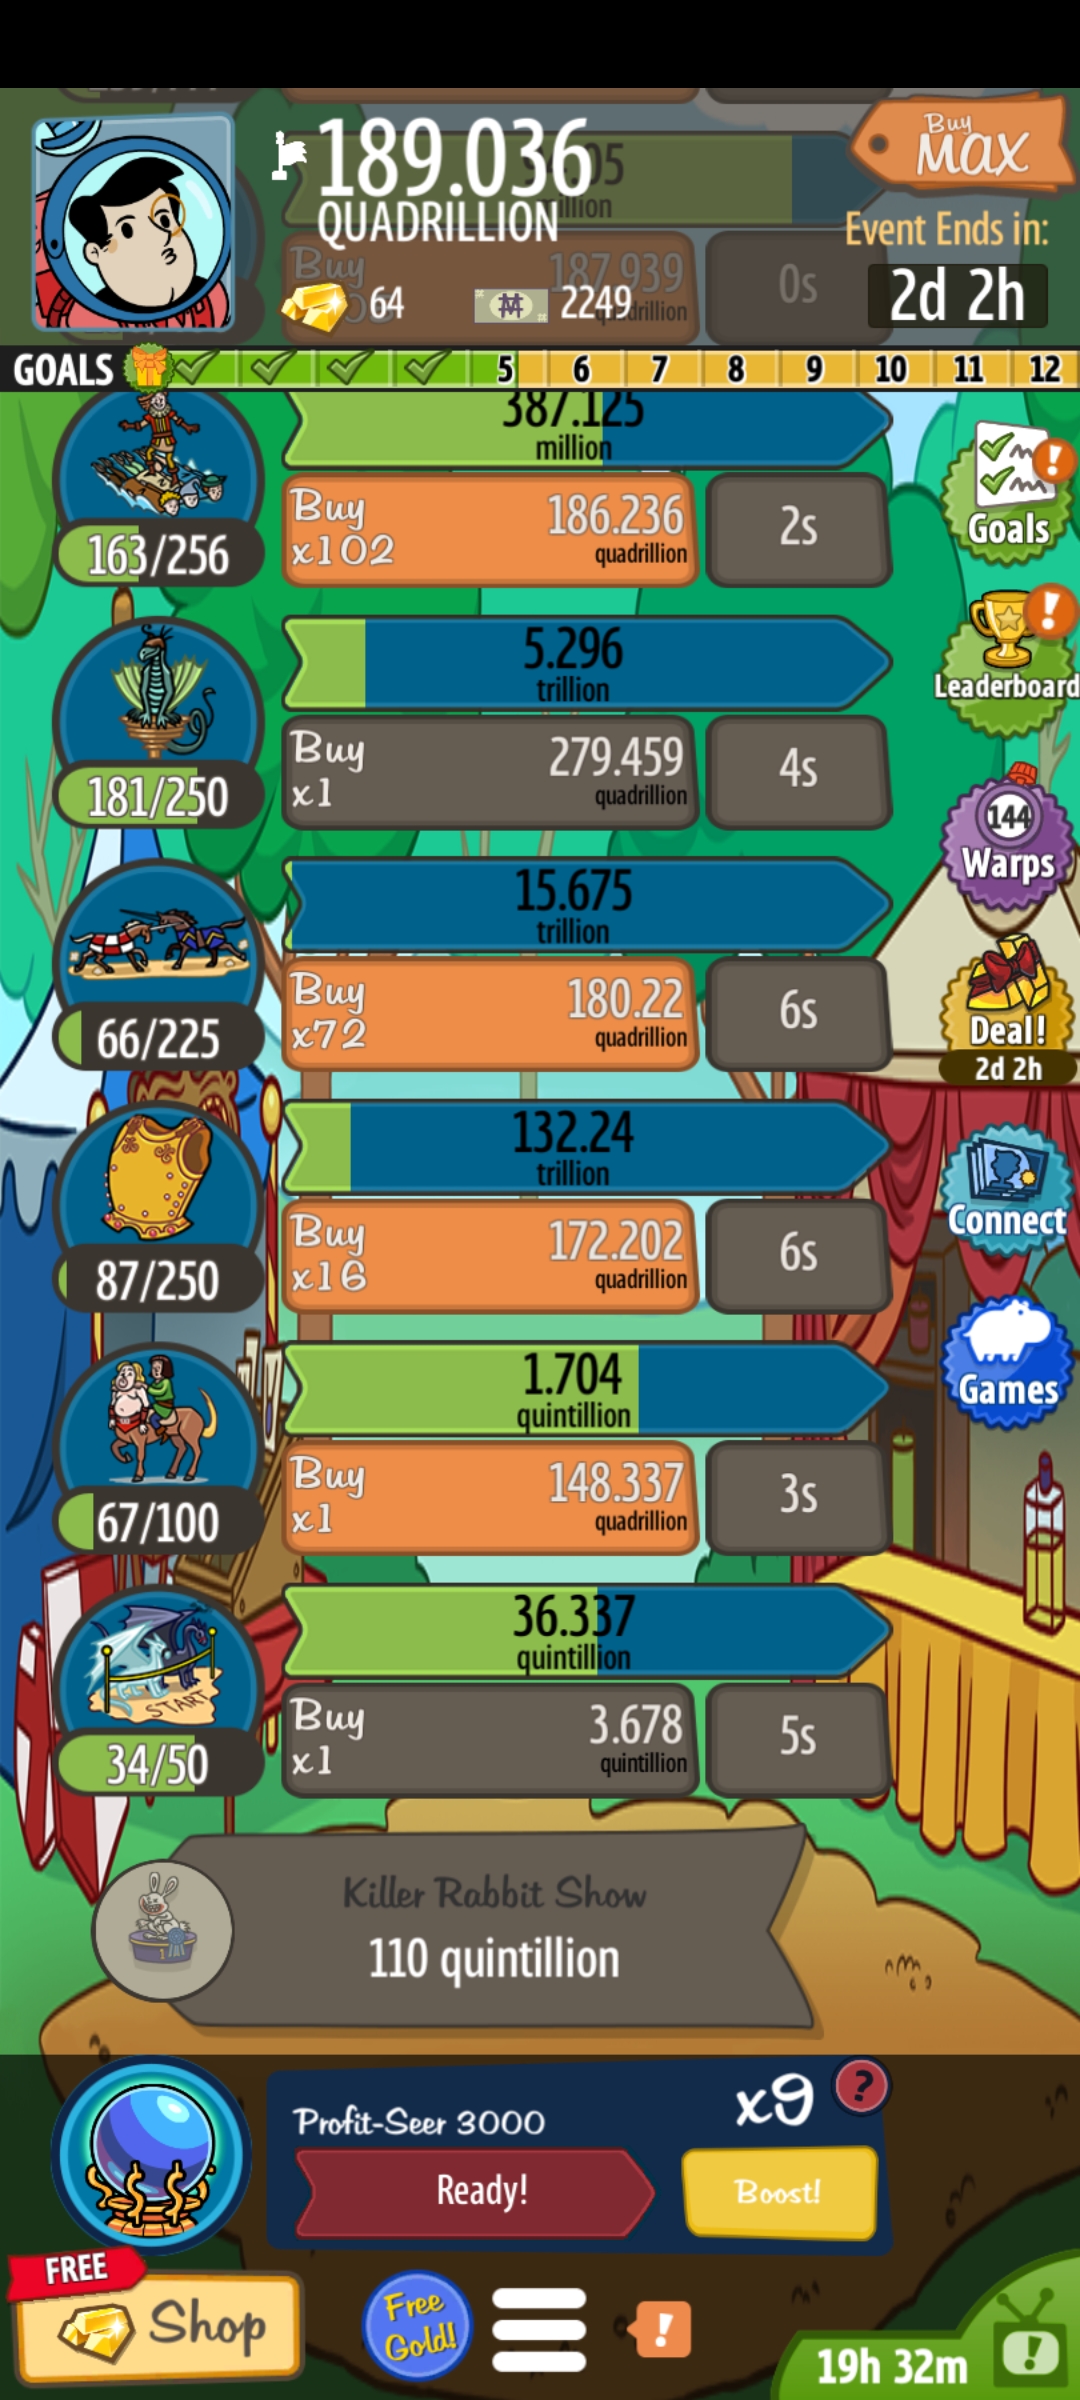 189.036
QUADRILLION
Buy
MAX
Event Ends in:
2d 2h
Buy
187.939
0s
64
2249
GOALS 5 6 7 8 9 10 11 12
387.125
million
Buy
x102
186.236
quadrillion
2s
163/256
Goals
5.296
trillion
Buy
x1
279.459
quadrillion
4s
181/250
Leaderboard
15.675
trillion
Buy
x72
180.22
quadrillion
6s
66/225
144
Warps
Deal!
2d 2h
132.24
trillion
Buy
x16
172.202
quadrillion
6s
87/250
Connect
1.704
quintillion
Buy
x1
148.337
quadrillion
3s
67/100
Games
36.337
quintillion
Buy
x1
3.678
quintillion
5s
START
34/50
Killer Rabbit Show
110 quintillion
Profit-Seer 3000
x9
?
Ready!
Boost!
FREE
Shop
Free
Gold!
!
19h 32m